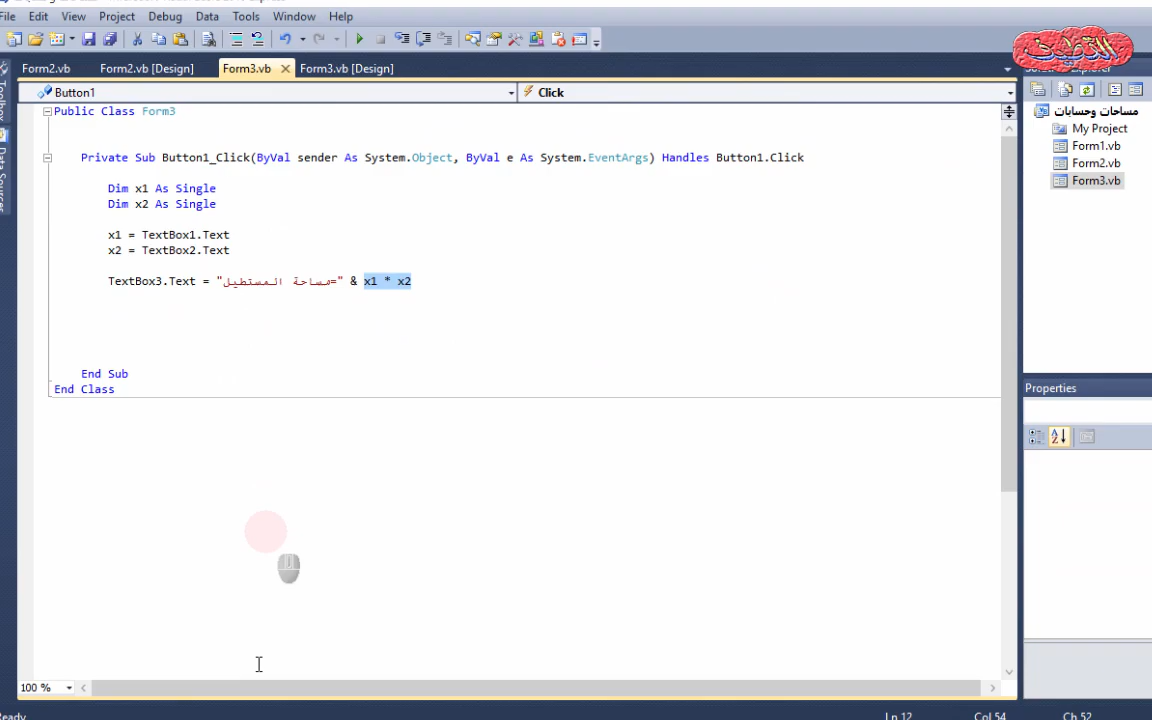 File Edit View Project Debug Data Tools Window Help
Form2.vb Form2.vb [Design] Form3.vb Form3.vb [Design]
Button1 Click
Public Class Form3
Private Sub Button1_Click(ByVal sender As System.Object, ByVal e As System.EventArgs) Handles Button1.Click
Dim x1 As Single
Dim x2 As Single
x1 = TextBox1.Text
x2 = TextBox2.Text
TextBox3.Text = "مساحة المستطيل=" & x1 * x2
End Sub
End Class
100 %
Ready Ln 12 Col 54 Ch 52
Toolbox
Data Sources
مساحات وحسابات
My Project
Form1.vb
Form2.vb
Form3.vb
Properties